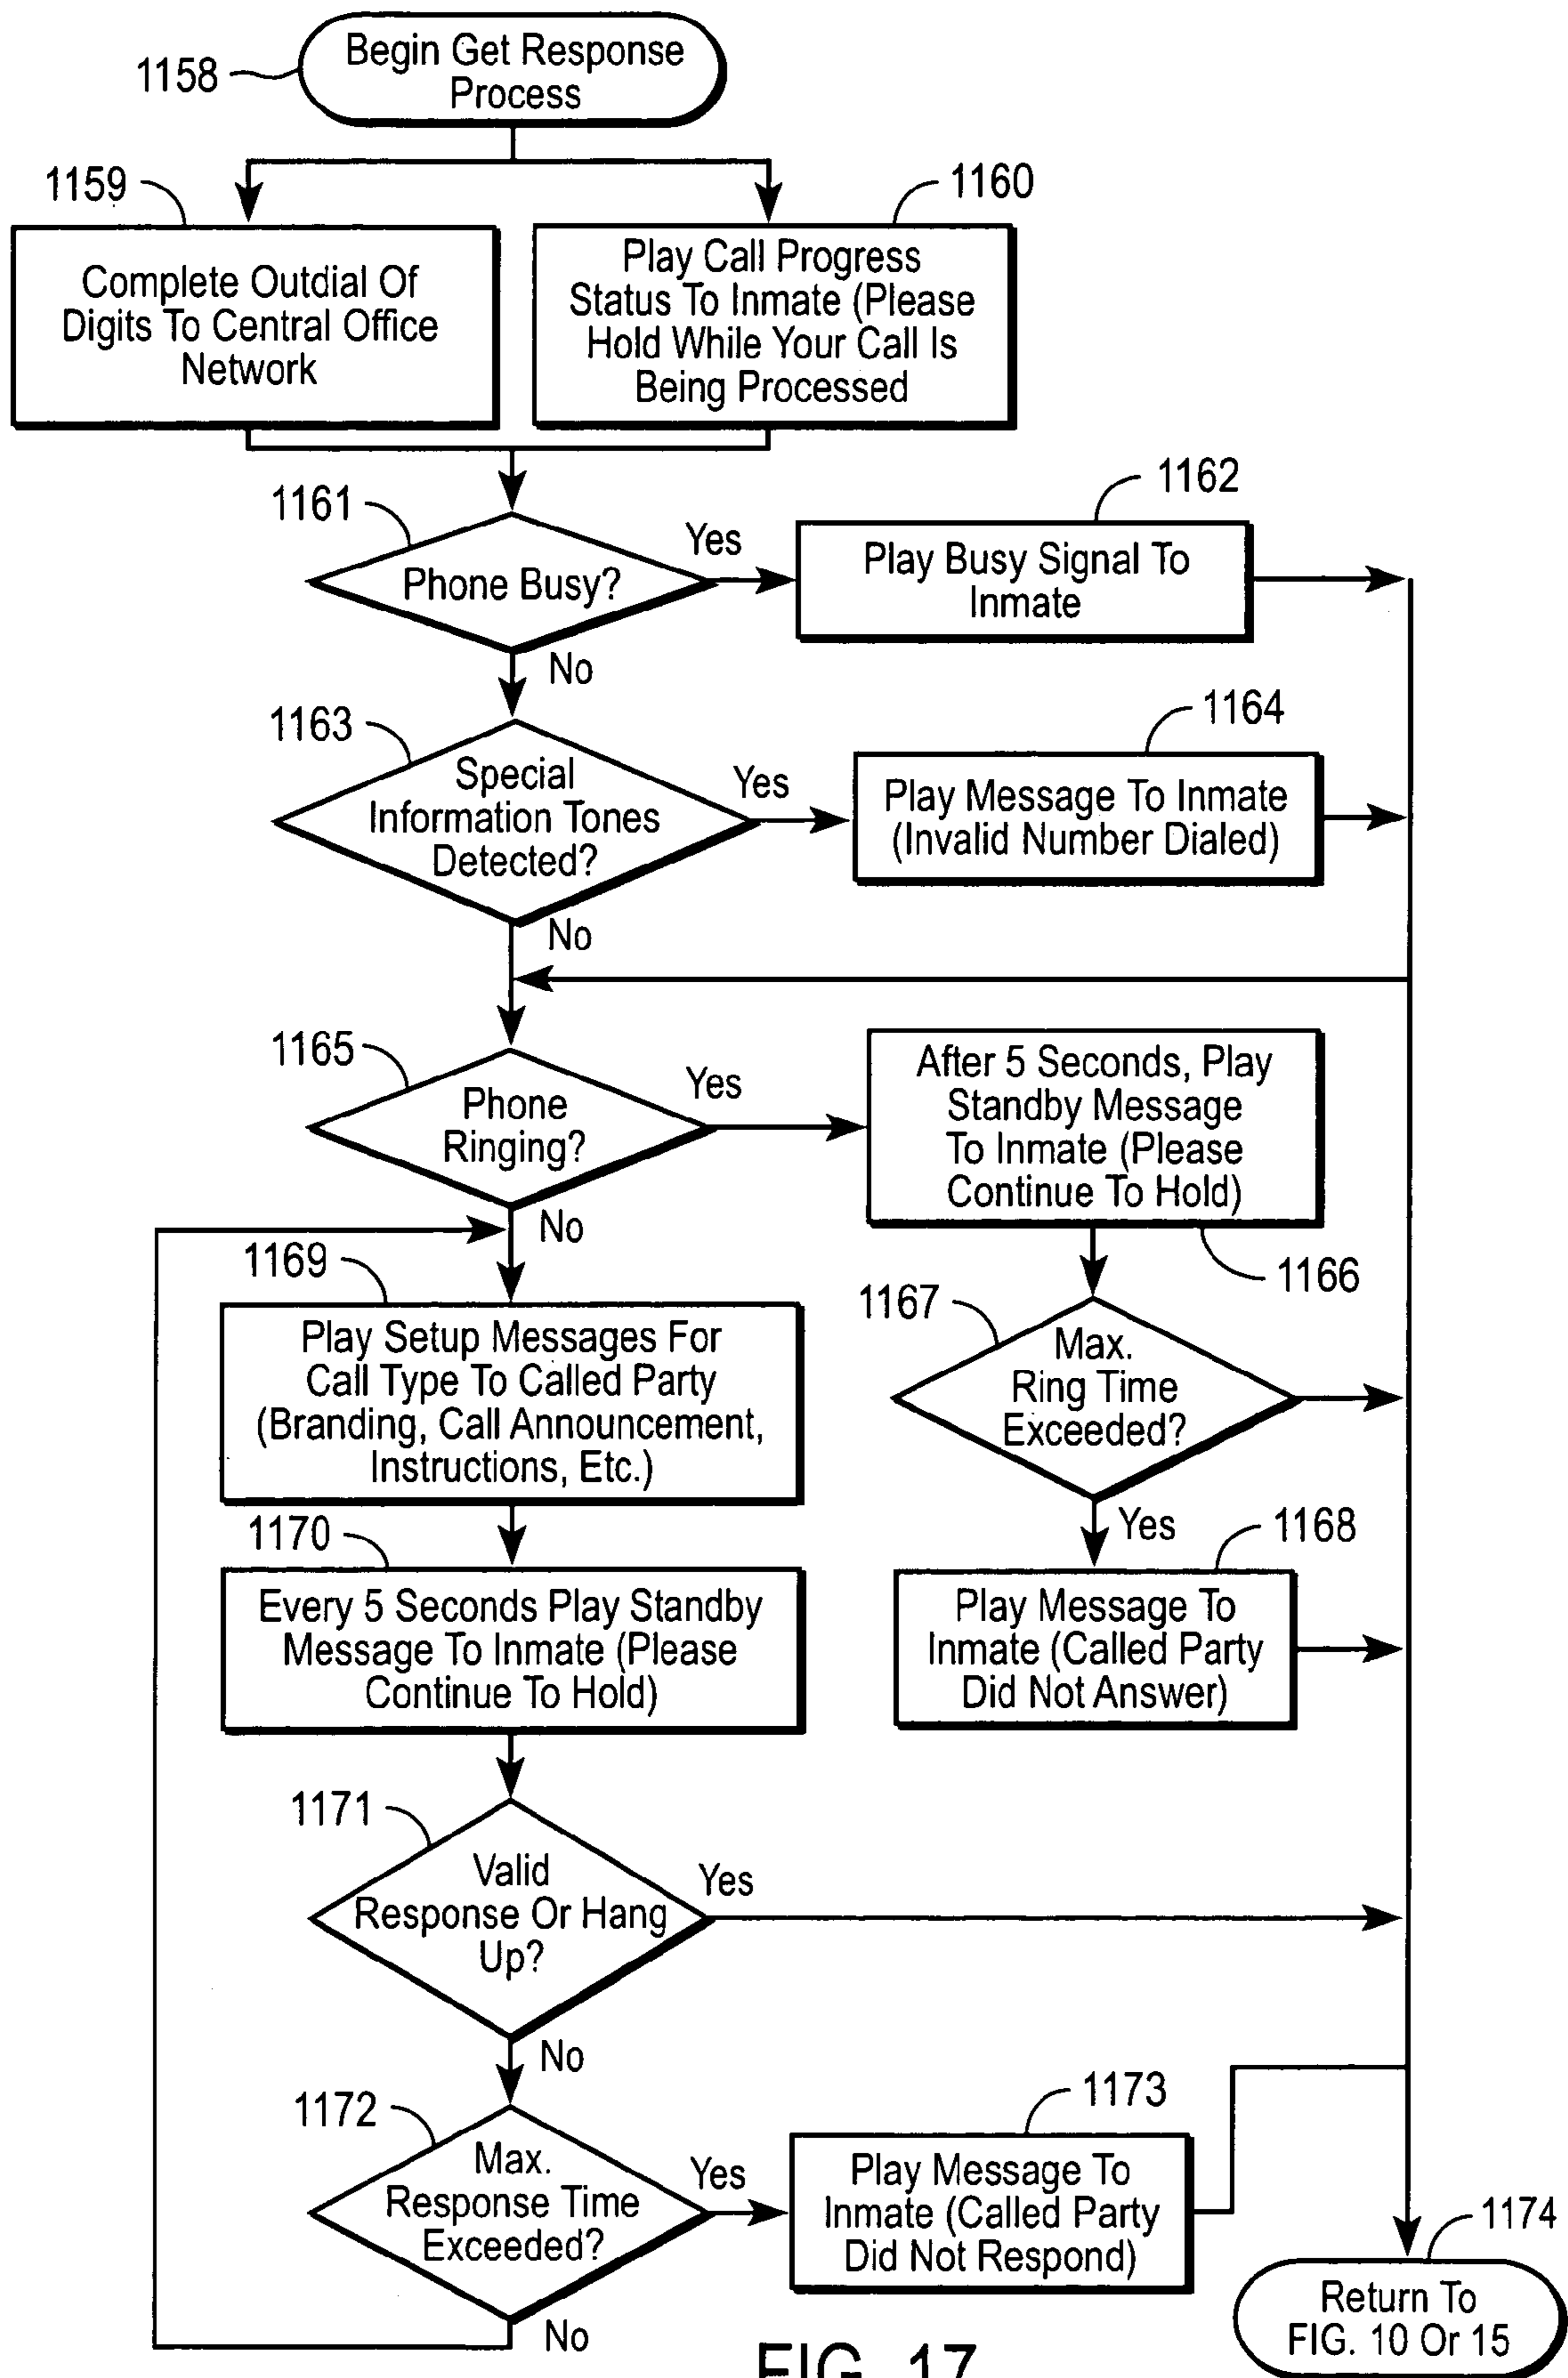 1158
Begin Get Response
Process
1159
1160
Complete Outdial Of
Digits To Central Office
Network
Play Call Progress
Status To Inmate (Please
Hold While Your Call Is
Being Processed
1161
Phone Busy?
Yes
No
1162
Play Busy Signal To
Inmate
1163
Special
Information Tones
Detected?
Yes
No
1164
Play Message To Inmate
(Invalid Number Dialed)
1165
Phone
Ringing?
Yes
No
After 5 Seconds, Play
Standby Message
To Inmate (Please
Continue To Hold)
1166
1167
Max.
Ring Time
Exceeded?
Yes
1168
Play Message To
Inmate (Called Party
Did Not Answer)
1169
Play Setup Messages For
Call Type To Called Party
(Branding, Call Announcement,
Instructions, Etc.)
1170
Every 5 Seconds Play Standby
Message To Inmate (Please
Continue To Hold)
1171
Valid
Response Or Hang
Up?
Yes
No
1172
Max.
Response Time
Exceeded?
Yes
No
1173
Play Message To
Inmate (Called Party
Did Not Respond)
1174
Return To
FIG. 10 Or 15
FIG. 17